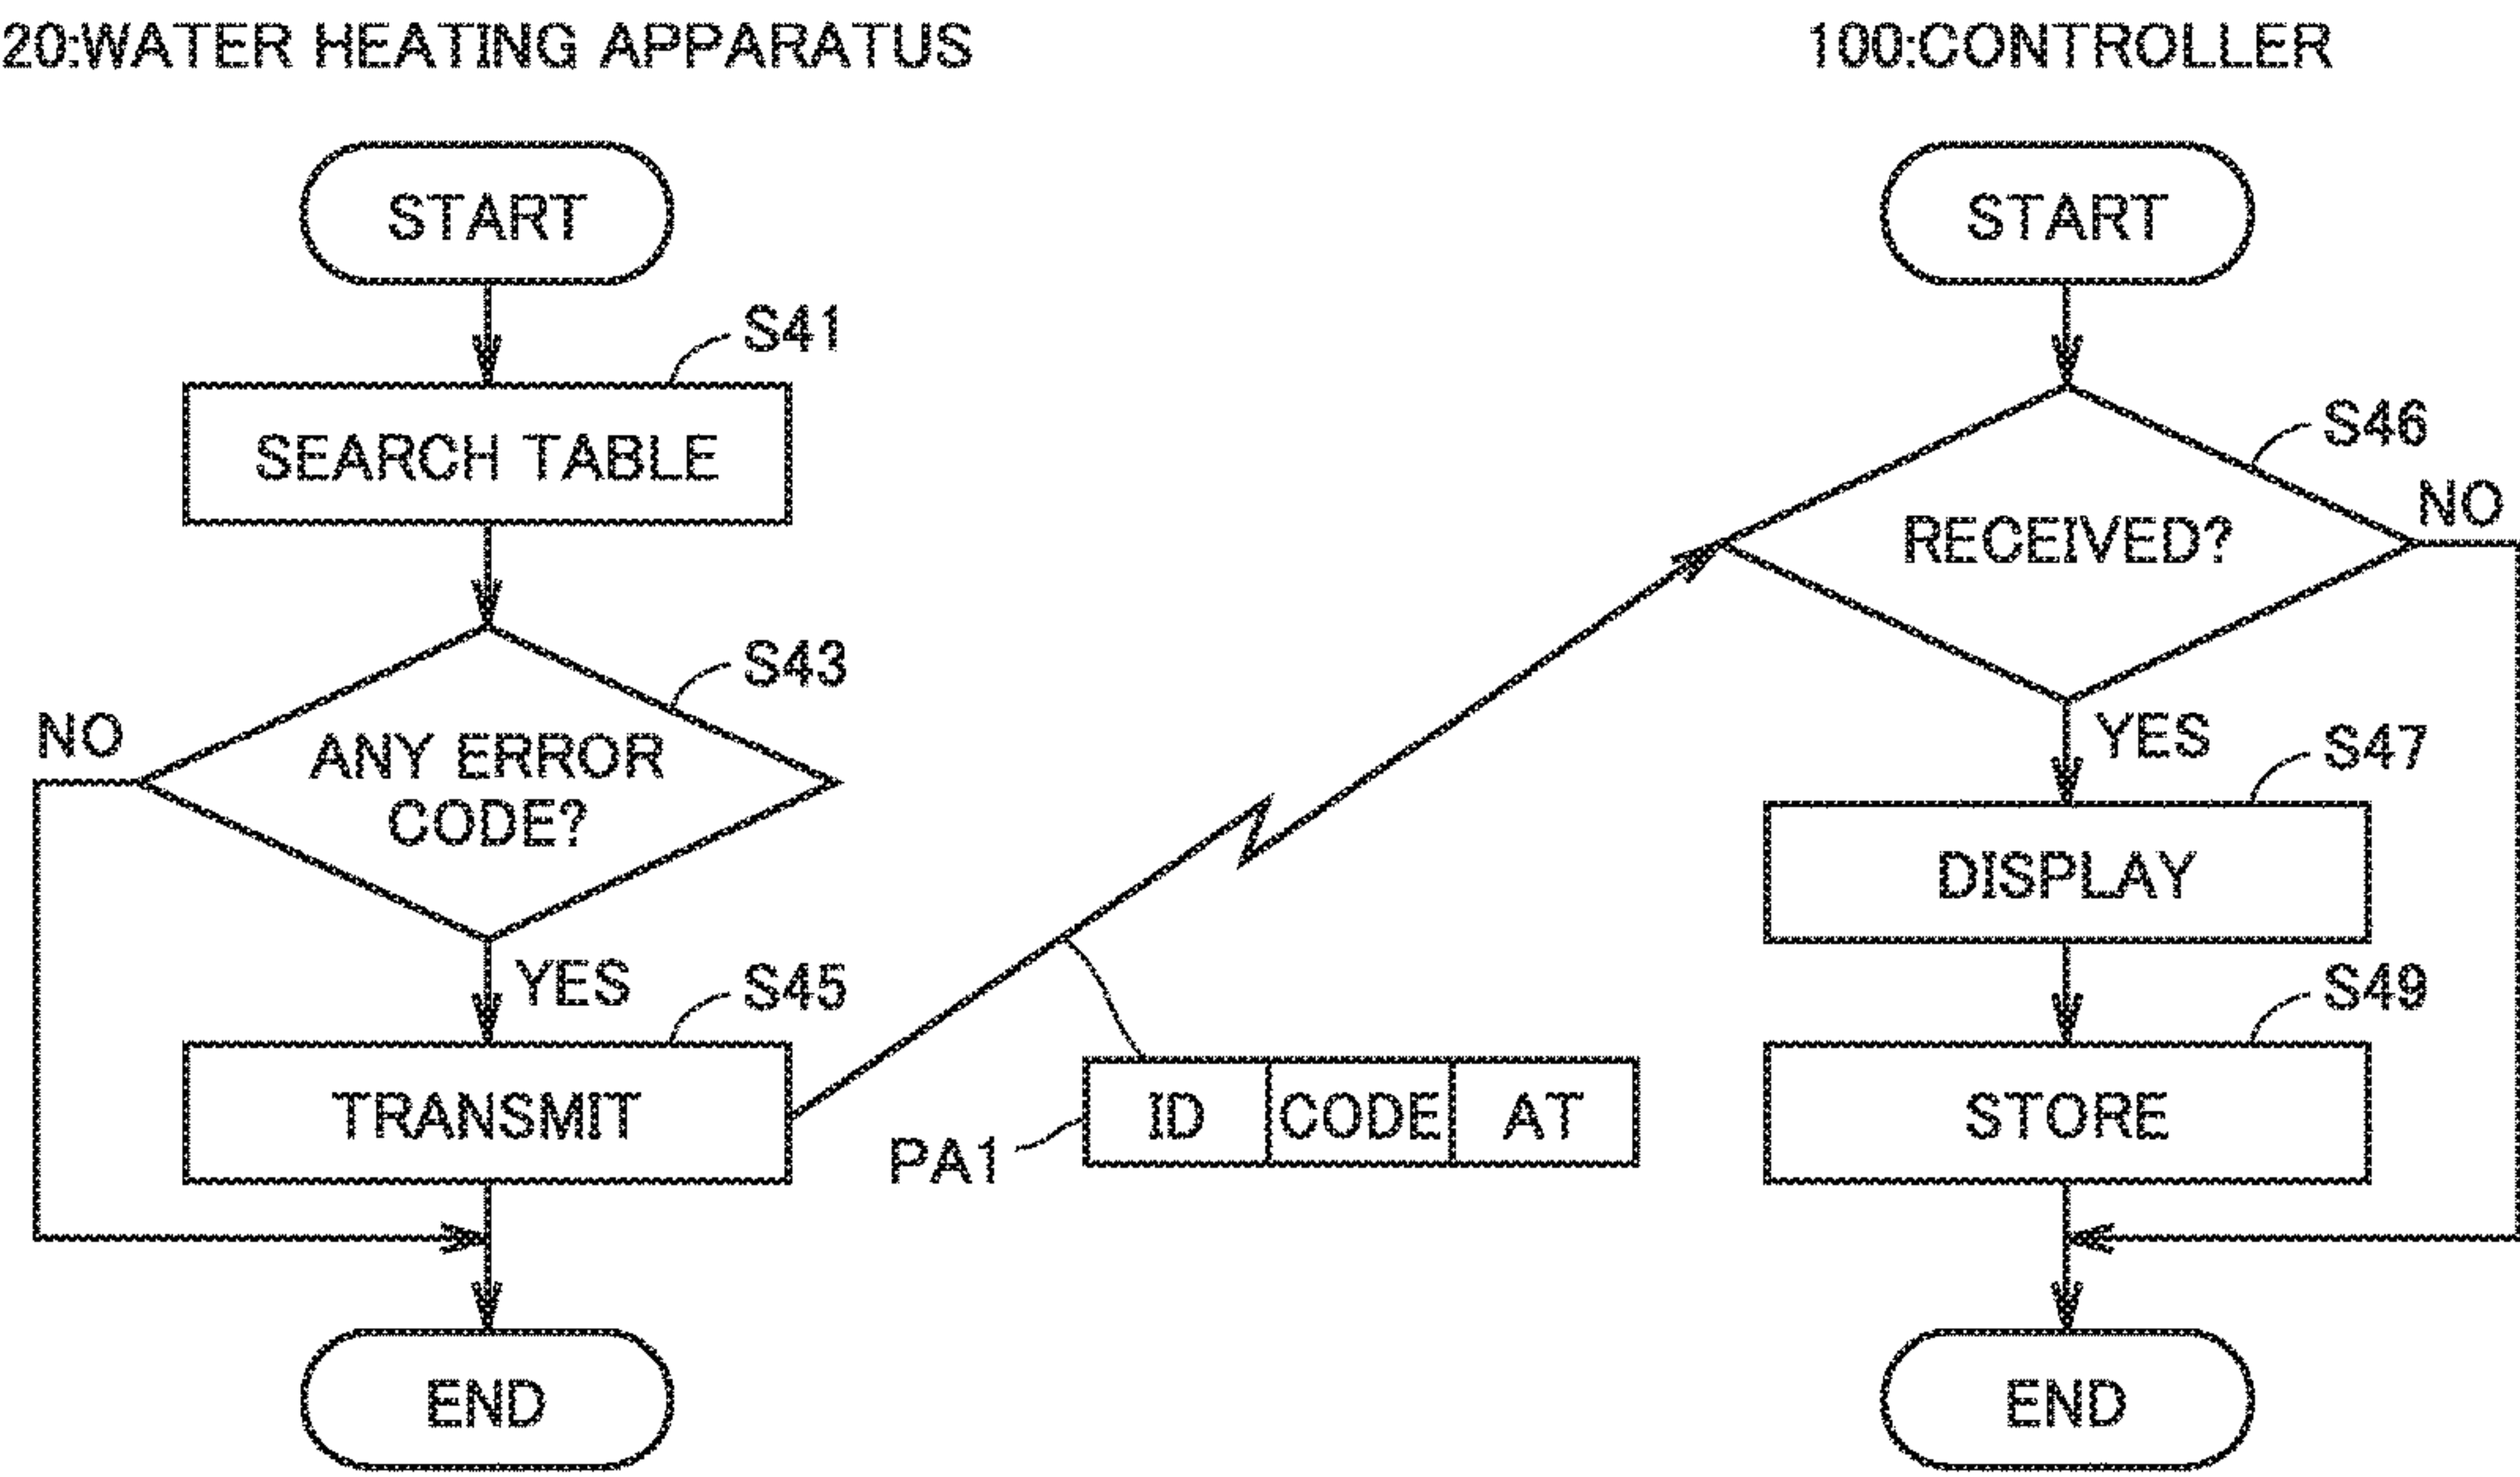 20:WATER HEATING APPARATUS
START
S41
SEARCH TABLE
S43
NO
ANY ERROR
CODE?
YES
S45
TRANSMIT
END
PA1
ID CODE AT
100:CONTROLLER
START
S46
NO
RECEIVED?
YES
S47
DISPLAY
S49
STORE
END